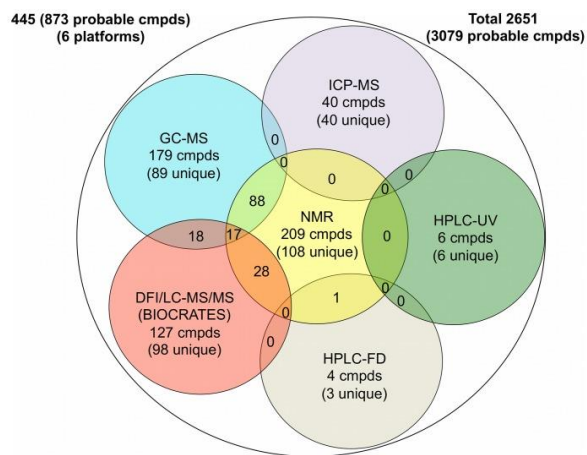 445 (873 probable cmpds)
(6 platforms)
Total 2651
(3079 probable cmpds)
ICP-MS
40 cmpds
(40 unique)
GC-MS
179 cmpds
(89 unique)
0
0
0
0
0
88
NMR
209 cmpds
(108 unique)
0
HPLC-UV
6 cmpds
(6 unique)
18
17
28
DFI/LC-MS/MS
(BIOCRATES)
127 cmpds
(98 unique)
0
0
1
0
0
HPLC-FD
4 cmpds
(3 unique)